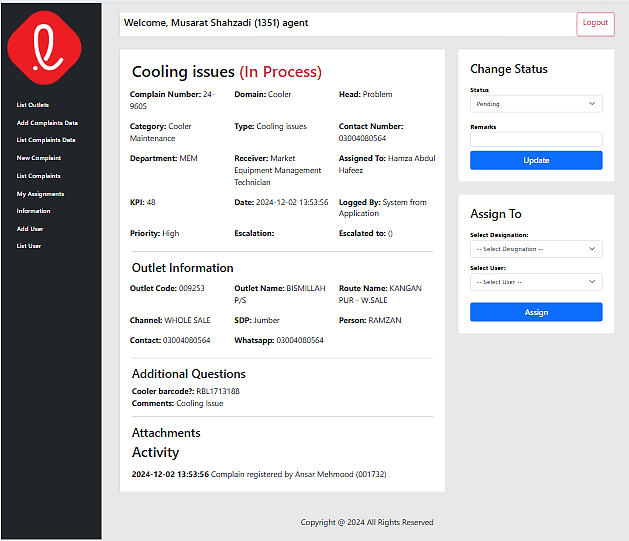 Welcome, Musarat Shahzadi (1351) agent
Logout
List Outlets
Add Complaints Data
List Complaints Data
New Complaint
List Complaints
My Assignments
Information
Add User
List User
Cooling issues (In Process)
Complain Number: 24-
9605
Domain: Cooler
Head: Problem
Category: Cooler
Maintenance
Type: Cooling issues
Contact Number:
03004080564
Department: MEM
Receiver: Market
Equipment Management
Technician
Assigned To: Hamza Abdul
Hafeez
KPI: 48
Date: 2024-12-02 13:53:56
Logged By: System from
Application
Priority: High
Escalation:
Escalated to: ()
Outlet Information
Outlet Code: 009253
Outlet Name: BISMILLAH
P/S
Route Name: KANGAN
PUR - W.SALE
Channel: WHOLE SALE
SDP: Jumber
Person: RAMZAN
Contact: 03004080564
Whatsapp: 03004080564
Additional Questions
Cooler barcode?: RBL1713188
Comments: Cooling Issue
Attachments
Activity
2024-12-02 13:53:56 Complain registered by Ansar Mehmood (001732)
Change Status
Status
Pending
Remarks
Update
Assign To
Select Designation:
-- Select Designation --
Select User:
-- Select User --
Assign
Copyright @ 2024 All Rights Reserved